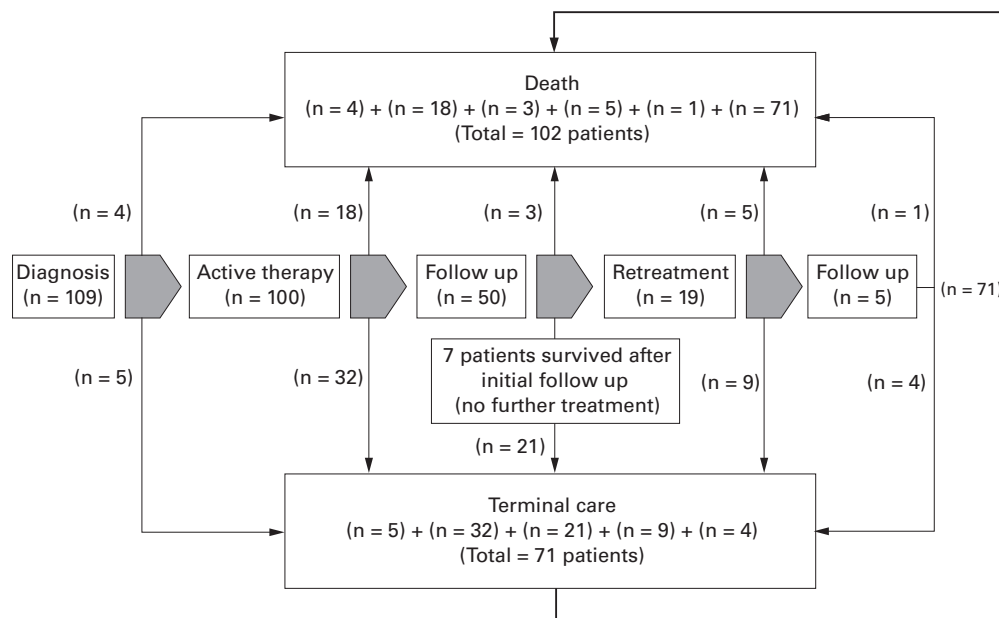 Death
(n = 4) + (n = 18) + (n = 3) + (n = 5) + (n = 1) + (n = 71)
(Total = 102 patients)
(n = 4)
(n = 18)
(n = 3)
(n = 5)
(n = 1)
Diagnosis
(n = 109)
Active therapy
(n = 100)
Follow up
(n = 50)
Retreatment
(n = 19)
Follow up
(n = 5)
(n = 71)
(n = 5)
(n = 32)
7 patients survived after
initial follow up
(no further treatment)
(n = 9)
(n = 4)
(n = 21)
Terminal care
(n = 5) + (n = 32) + (n = 21) + (n = 9) + (n = 4)
(Total = 71 patients)